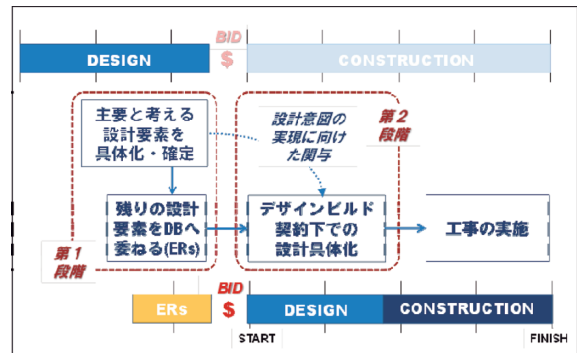 BID
DESIGN
$
CONSTRUCTION
主要と考える
設計要素を
具体化・確定
設計意図の
実現に向け
た関与
第2
段階
残りの設計
要素をDBへ
委ねる(ERs)
デザインビルド
契約下での
設計具体化
工事の実施
第1
段階
BID
ERs
$
DESIGN
CONSTRUCTION
START
FINISH